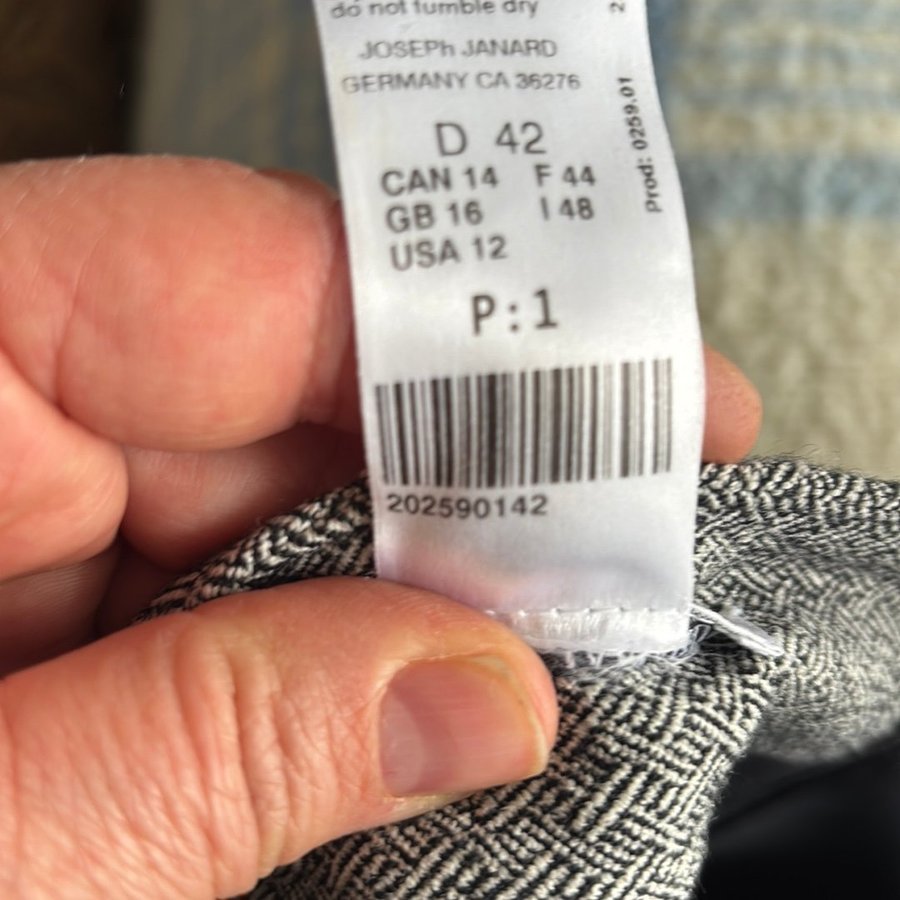 do not tumble dry
JOSEPh JANARD
GERMANY CA 36276
D 42
CAN 14 F 44
GB 16 I 48
USA 12
P:1
202590142
Prod: 0259.01